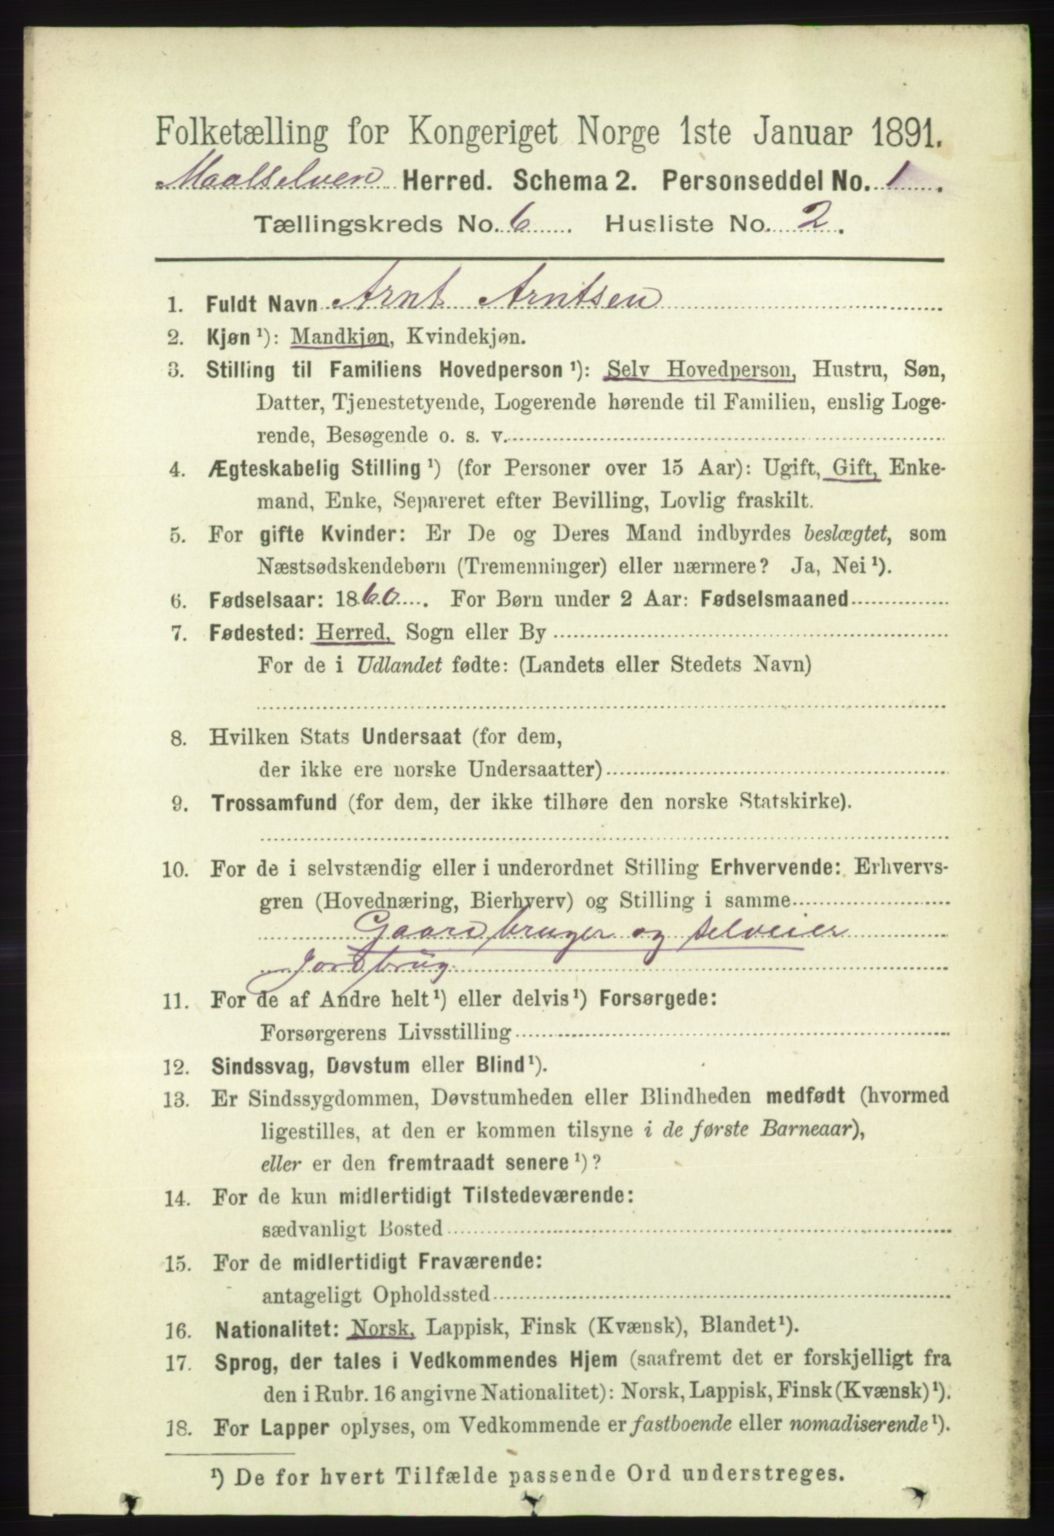 Folketælling for Kongeriget Norge 1ste Januar 1891.
Maalselven Herred. Schema 2. Personseddel No. 1.
Tællingskreds No. 6. Husliste No. 2.
1. Fuldt Navn Arnt Arntsen
2. Kjøn ¹): Mandkjøn, Kvindekjøn.
3. Stilling til Familiens Hovedperson ¹): Selv Hovedperson, Hustru, Søn,
Datter, Tjenestetyende, Logerende hørende til Familien, enslig Loge-
rende, Besøgende o. s. v.
4. Ægteskabelig Stilling ¹) (for Personer over 15 Aar): Ugift, Gift, Enke-
mand, Enke, Separeret efter Bevilling, Lovlig fraskilt.
5. For gifte Kvinder: Er De og Deres Mand indbyrdes beslægtet, som
Næstsødskendebørn (Tremenninger) eller nærmere? Ja, Nei ¹).
6. Fødselsaar: 1860. For Børn under 2 Aar: Fødselsmaaned
7. Fødested: Herred, Sogn eller By
For de i Udlandet fødte: (Landets eller Stedets Navn)
8. Hvilken Stats Undersaat (for dem,
der ikke ere norske Undersaatter)
9. Trossamfund (for dem, der ikke tilhøre den norske Statskirke).
10. For de i selvstændig eller i underordnet Stilling Erhvervende: Erhvervs-
gren (Hovednæring, Bierhverv) og Stilling i samme
Gaardbruger og selveier
Jordbrug
11. For de af Andre helt ¹) eller delvis ¹) Forsørgede:
Forsørgerens Livsstilling
12. Sindssvag, Døvstum eller Blind ¹).
13. Er Sindssygdommen, Døvstumheden eller Blindheden medfødt (hvormed
ligestilles, at den er kommen tilsyne i de første Barneaar),
eller er den fremtraadt senere ¹)?
14. For de kun midlertidigt Tilstedeværende:
sædvanligt Bosted
15. For de midlertidigt Fraværende:
antageligt Opholdssted
16. Nationalitet: Norsk, Lappisk, Finsk (Kvænsk), Blandet ¹).
17. Sprog, der tales i Vedkommendes Hjem (saafremt det er forskjelligt fra
den i Rubr. 16 angivne Nationalitet): Norsk, Lappisk, Finsk (Kvænsk) ¹).
18. For Lapper oplyses, om Vedkommende er fastboende eller nomadiserende ¹).
¹) De for hvert Tilfælde passende Ord understreges.